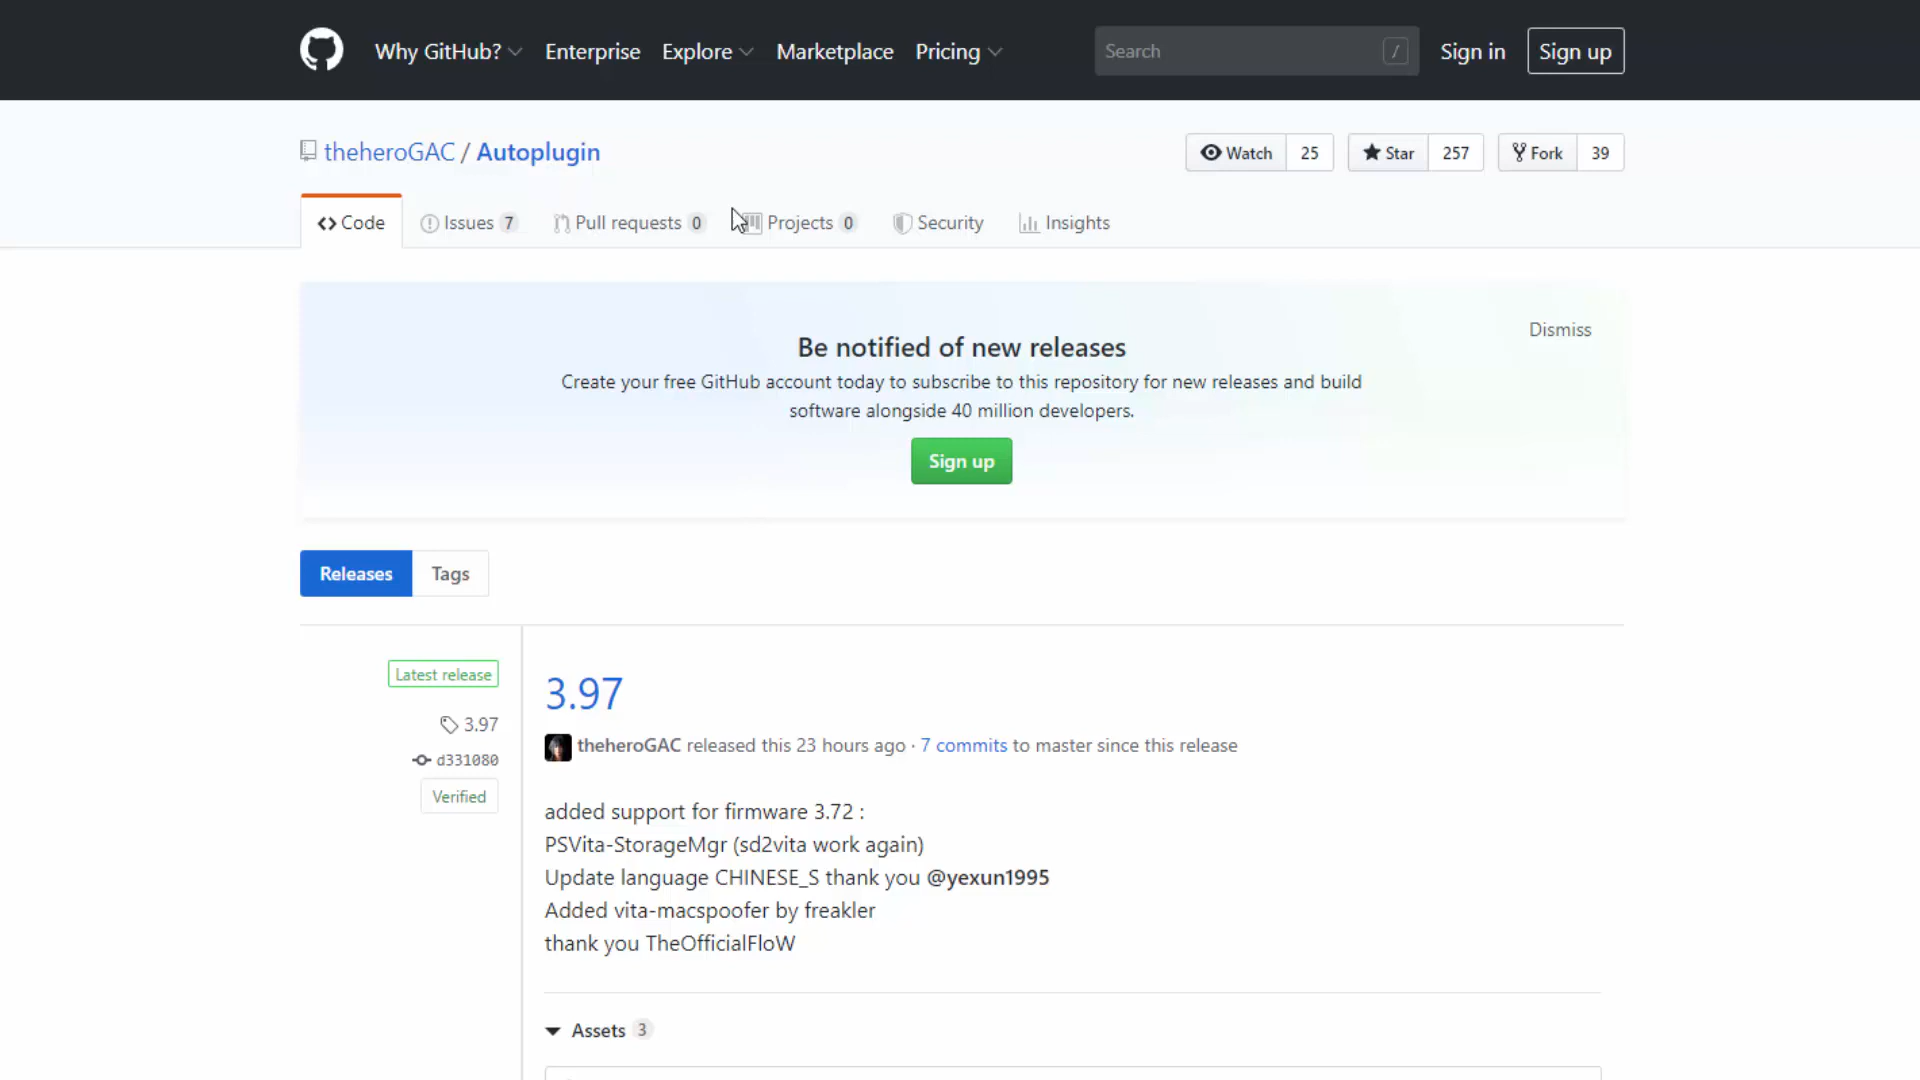 Why GitHub? Enterprise Explore Marketplace Pricing Search / Sign in Sign up
theheroGAC / Autoplugin Watch 25 Star 257 Fork 39
Code Issues 7 Pull requests 0 Projects 0 Security Insights
Dismiss
Be notified of new releases
Create your free GitHub account today to subscribe to this repository for new releases and build
software alongside 40 million developers.
Sign up
Releases Tags
Latest release
3.97
d331080
Verified
3.97
theheroGAC released this 23 hours ago · 7 commits to master since this release
added support for firmware 3.72 :
PSVita-StorageMgr (sd2vita work again)
Update language CHINESE_S thank you @yexun1995
Added vita-macspoofer by freakler
thank you TheOfficialFloW
Assets 3